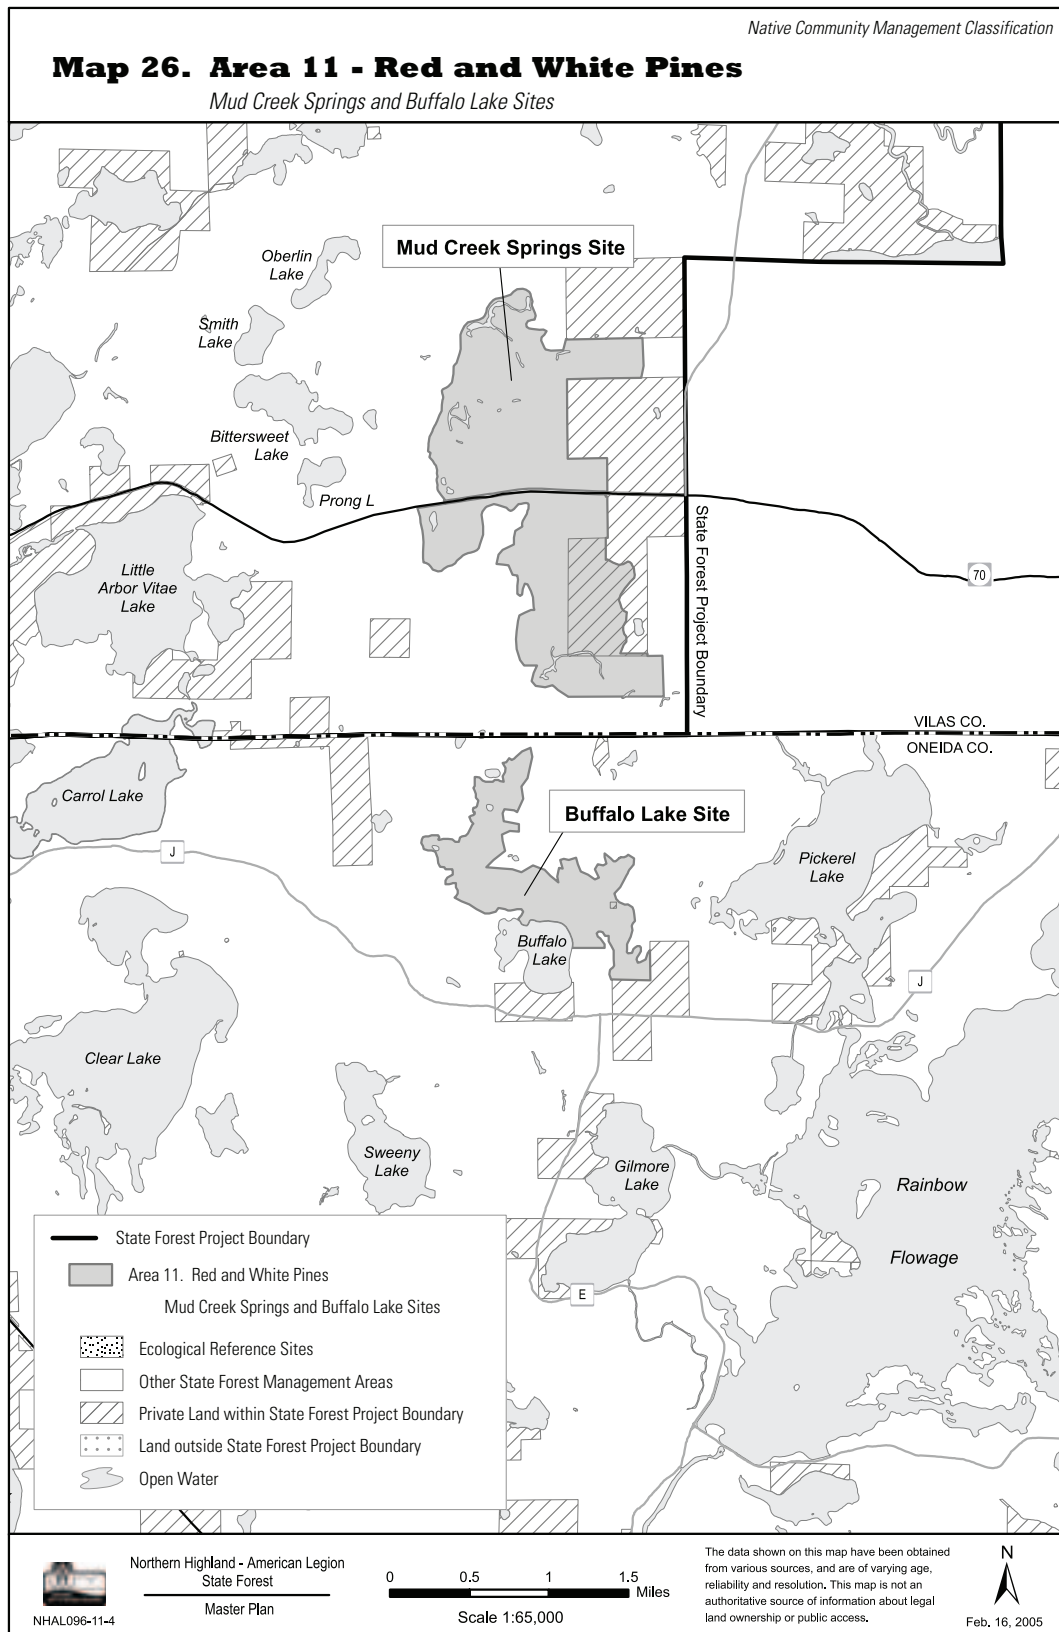 Native Community Management Classification
Map 26. Area 11 - Red and White Pines
Mud Creek Springs and Buffalo Lake Sites
Mud Creek Springs Site
Oberlin
Lake
Smith
Lake
Bittersweet
Lake
Prong L
Little
Arbor Vitae
Lake
State Forest Project Boundary
70
VILAS CO.
ONEIDA CO.
Carrol Lake
J
Buffalo Lake Site
Pickerel
Lake
Buffalo
Lake
J
Clear Lake
Sweeny
Lake
Gilmore
Lake
Rainbow
Flowage
E
State Forest Project Boundary
Area 11. Red and White Pines
Mud Creek Springs and Buffalo Lake Sites
Ecological Reference Sites
Other State Forest Management Areas
Private Land within State Forest Project Boundary
Land outside State Forest Project Boundary
Open Water
NHAL096-11-4
Northern Highland - American Legion
State Forest
Master Plan
0 0.5 1 1.5
Miles
Scale 1:65,000
The data shown on this map have been obtained
from various sources, and are of varying age,
reliability and resolution. This map is not an
authoritative source of information about legal
land ownership or public access.
N
Feb. 16, 2005